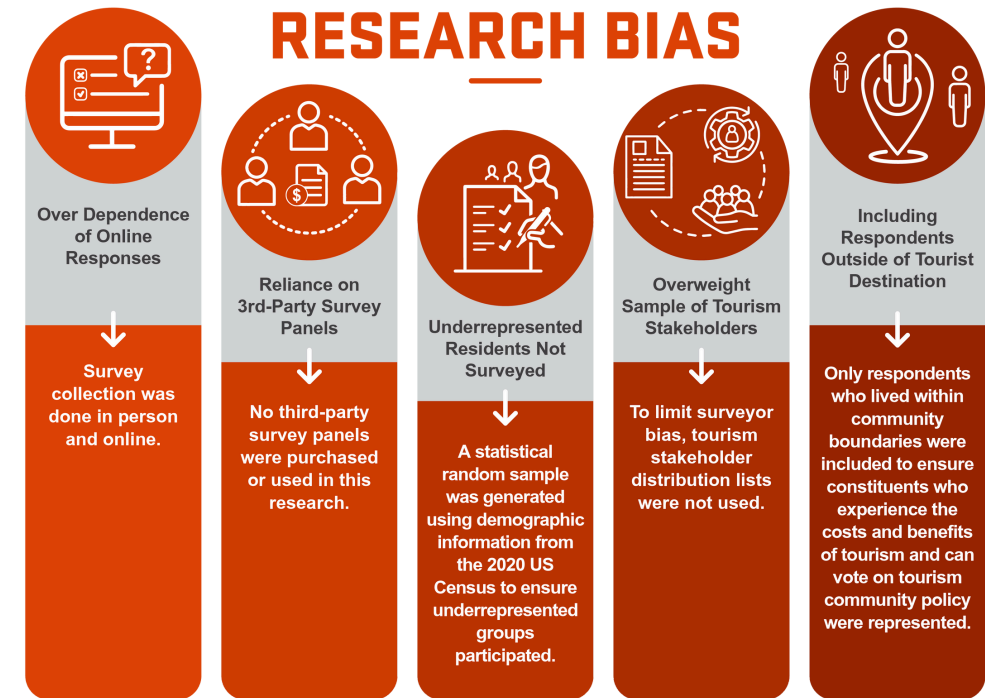 RESEARCH BIAS
?
Over Dependence
of Online
Responses
Survey
collection was
done in person
and online.
$
Reliance on
3rd-Party Survey
Panels
No third-party
survey panels
were purchased
or used in this
research.
Underrepresented
Residents Not
Surveyed
A statistical
random sample
was generated
using demographic
information from
the 2020 US
Census to ensure
underrepresented
groups
participated.
Overweight
Sample of Tourism
Stakeholders
To limit surveyor
bias, tourism
stakeholder
distribution lists
were not used.
Including
Respondents
Outside of Tourist
Destination
Only respondents
who lived within
community
boundaries were
included to ensure
constituents who
experience the
costs and benefits
of tourism and can
vote on tourism
community policy
were represented.